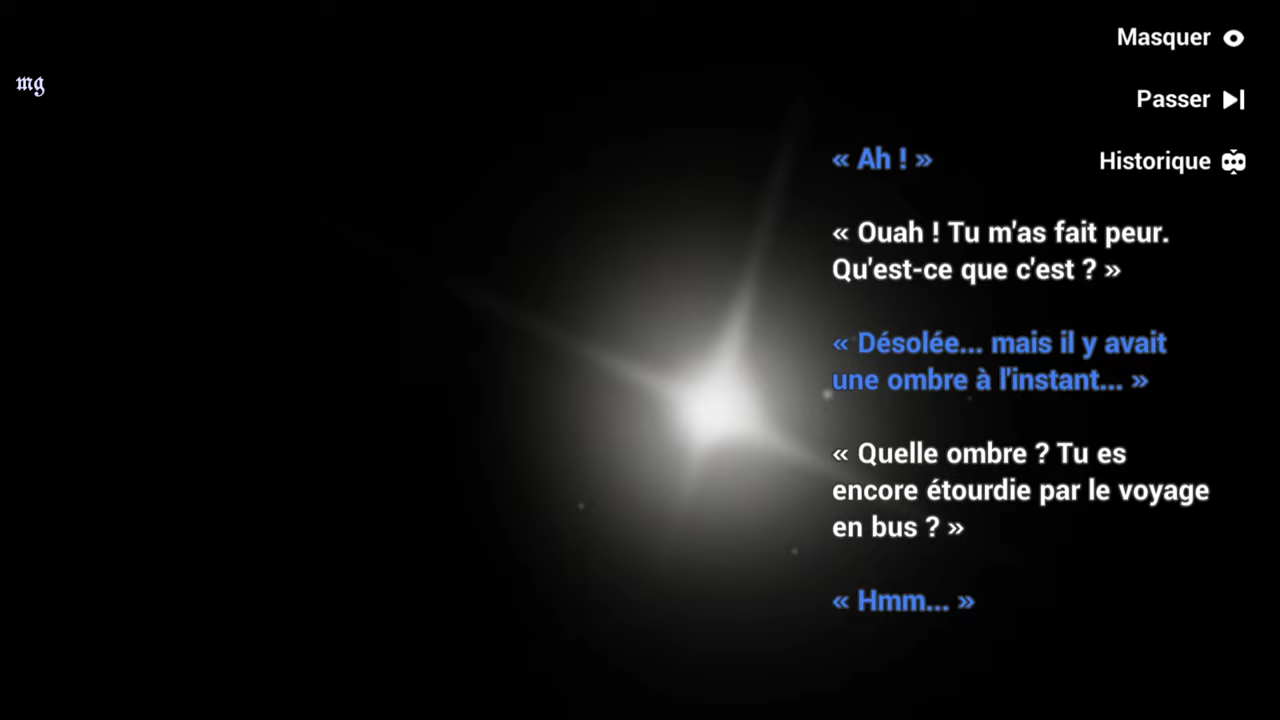 Masquer
mg
Passer
« Ah ! »
Historique
« Ouah ! Tu m'as fait peur.
Qu'est-ce que c'est ? »
« Désolée... mais il y avait
une ombre à l'instant... »
« Quelle ombre ? Tu es
encore étourdie par le voyage
en bus ? »
« Hmm... »